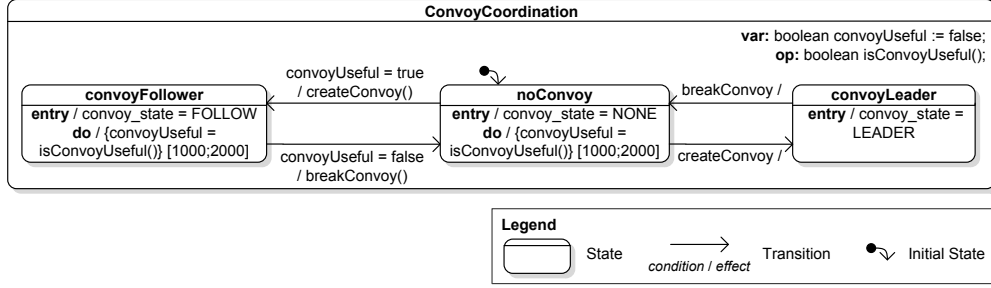 ConvoyCoordination
var: boolean convoyUseful := false;
op: boolean isConvoyUseful();
convoyFollower
entry / convoy_state = FOLLOW
do / {convoyUseful =
isConvoyUseful()} [1000;2000]
convoyUseful = true
/ createConvoy()
convoyUseful = false
/ breakConvoy()
noConvoy
entry / convoy_state = NONE
do / {convoyUseful =
isConvoyUseful()} [1000;2000]
breakConvoy /
createConvoy /
convoyLeader
entry / convoy_state =
LEADER
Legend
State
condition / effect
Transition
Initial State